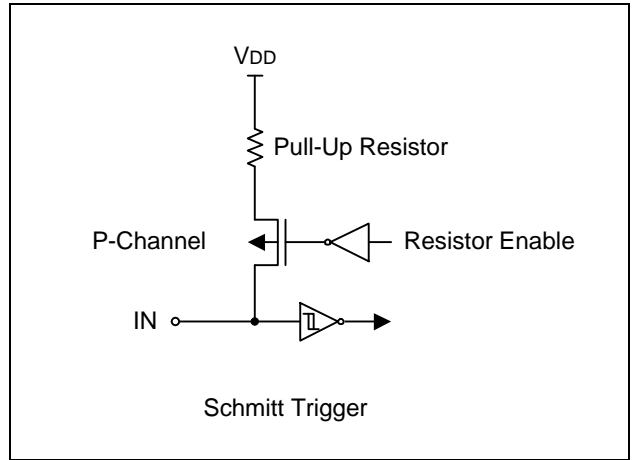 VDD
Pull-Up Resistor
P-Channel
Resistor Enable
IN
Schmitt Trigger